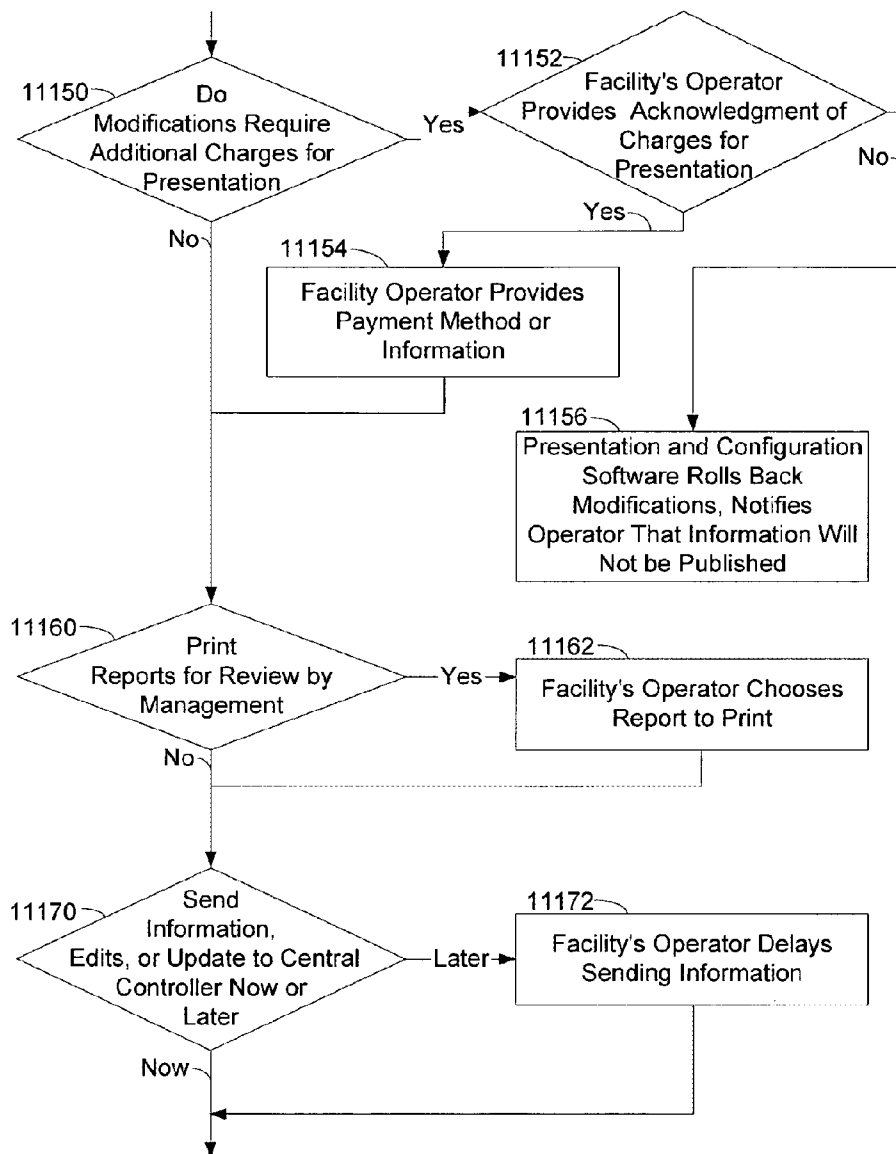 11150
Do
Modifications Require
Additional Charges for
Presentation
Yes
11152
Facility's Operator
Provides Acknowledgment of
Charges for
Presentation
No
Yes
No
11154
Facility Operator Provides
Payment Method or
Information
11156
Presentation and Configuration
Software Rolls Back
Modifications, Notifies
Operator That Information Will
Not be Published
11160
Print
Reports for Review by
Management
Yes
11162
Facility's Operator Chooses
Report to Print
No
11170
Send
Information,
Edits, or Update to Central
Controller Now or
Later
Later
11172
Facility's Operator Delays
Sending Information
Now